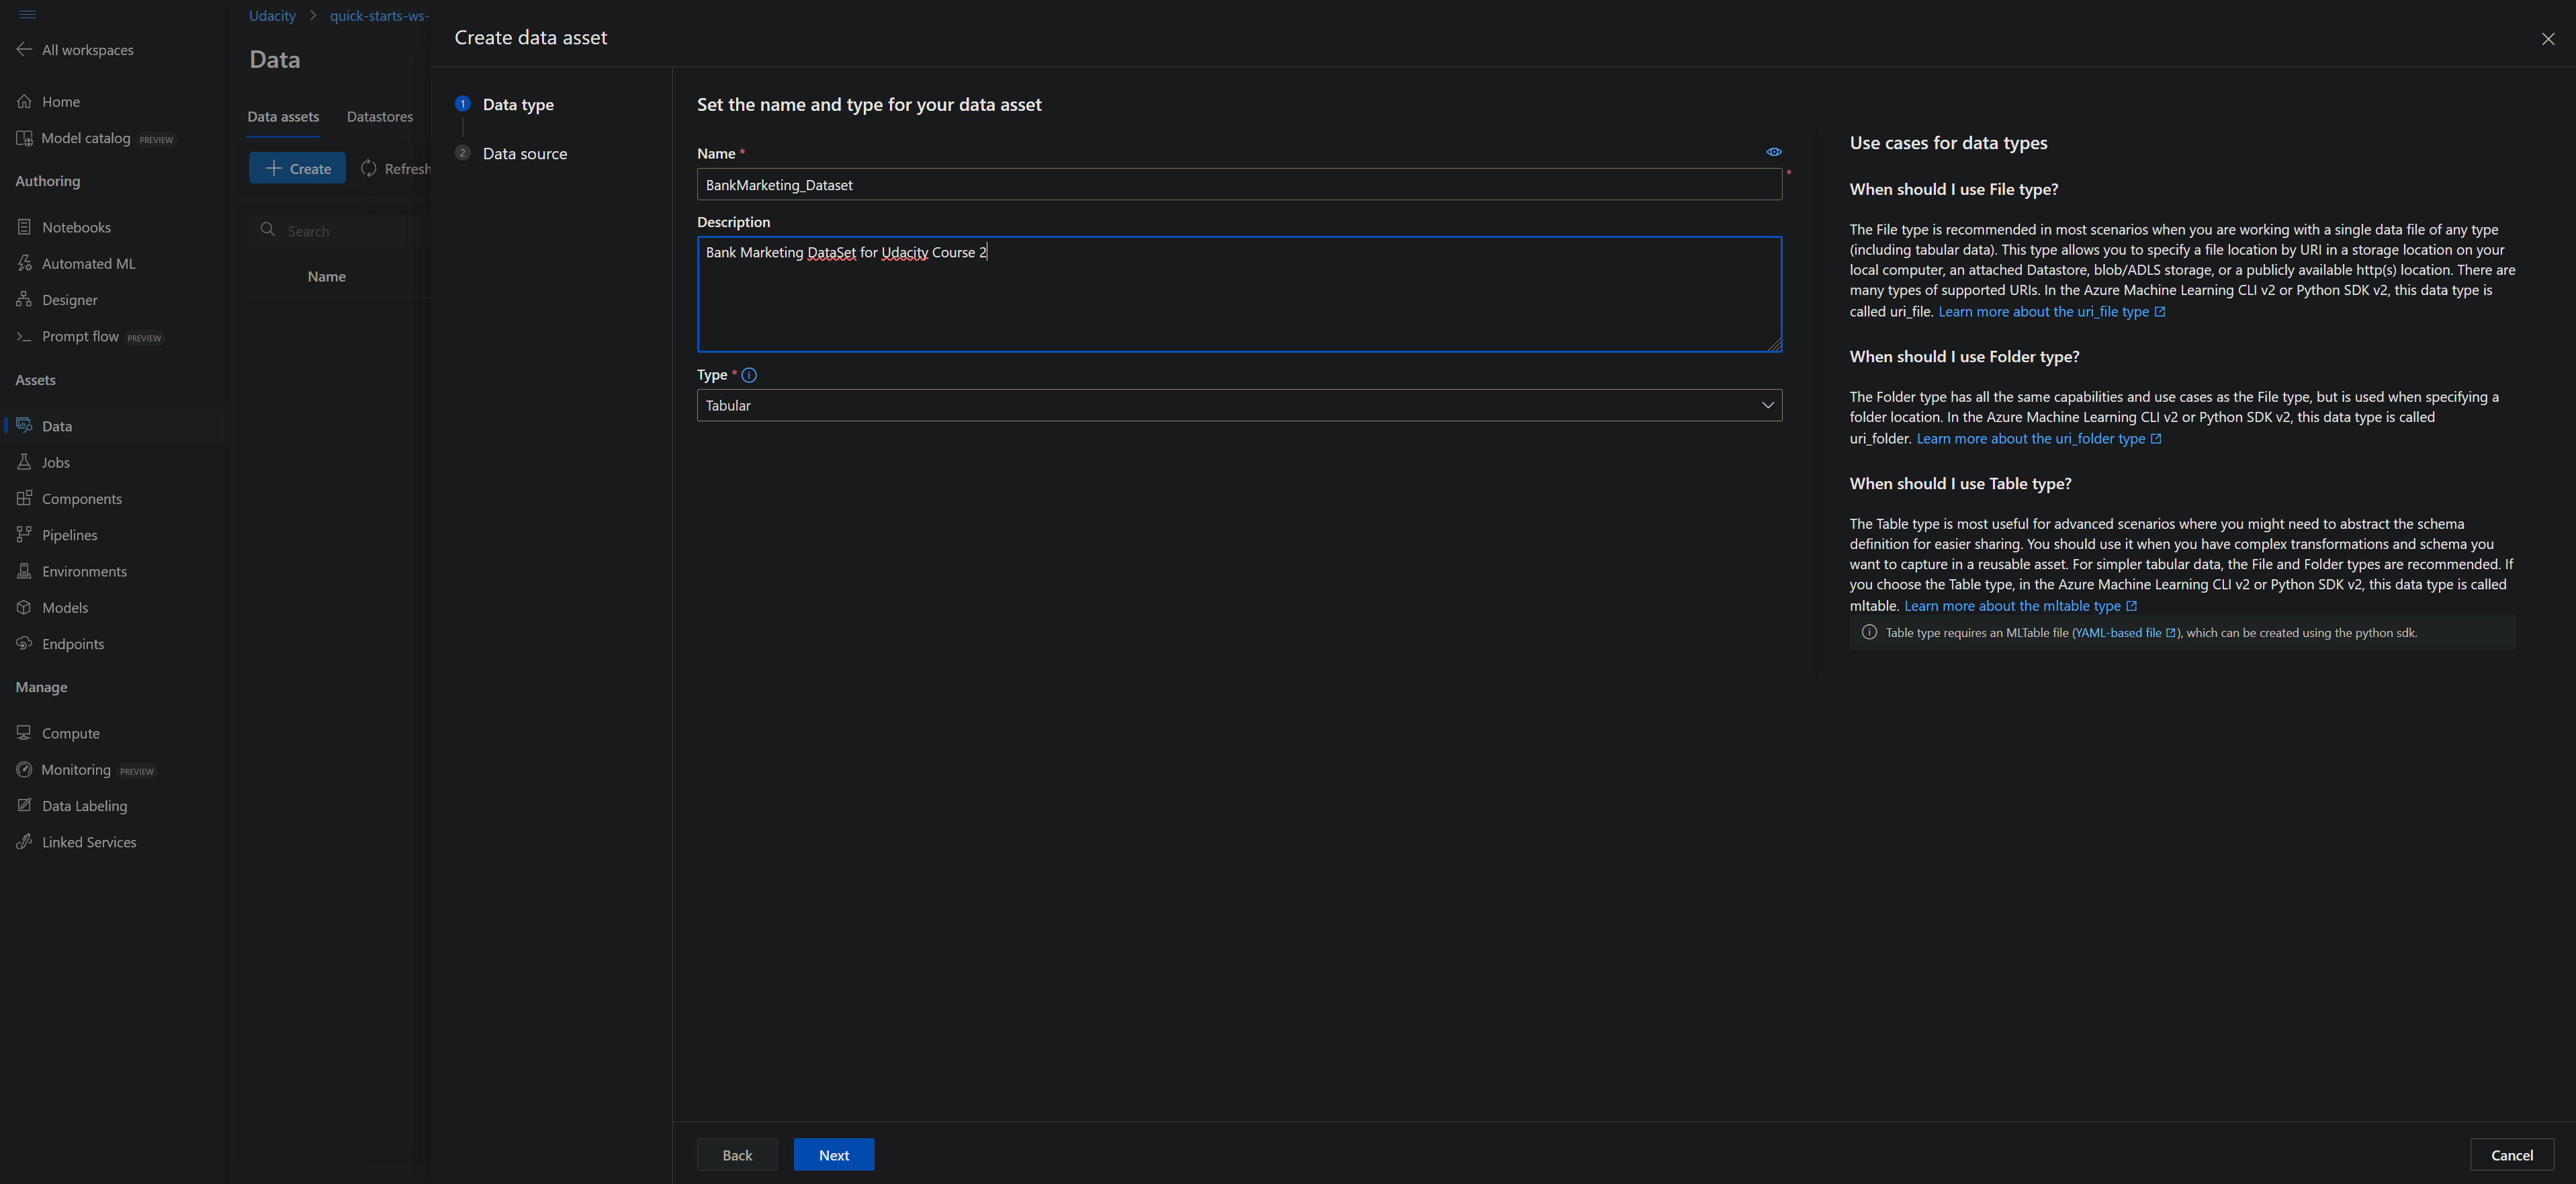 All workspaces
Home
Model catalog PREVIEW
Authoring
Notebooks
Automated ML
Designer
Prompt flow PREVIEW
Assets
Data
Jobs
Components
Pipelines
Environments
Models
Endpoints
Manage
Compute
Monitoring PREVIEW
Data Labeling
Linked Services
Udacity > quick-starts-ws-
Data
Data assets Datastores
Create Refresh
Search
Name
Create data asset
1 Data type
2 Data source
Set the name and type for your data asset
Name *
BankMarketing_Dataset *
Description
Bank Marketing DataSet for Udacity Course 2
Type *
Tabular
Use cases for data types
When should I use File type?
The File type is recommended in most scenarios when you are working with a single data file of any type
(including tabular data). This type allows you to specify a file location by URI in a storage location on your
local computer, an attached Datastore, blob/ADLS storage, or a publicly available http(s) location. There are
many types of supported URIs. In the Azure Machine Learning CLI v2 or Python SDK v2, this data type is
called uri_file. Learn more about the uri_file type
When should I use Folder type?
The Folder type has all the same capabilities and use cases as the File type, but is used when specifying a
folder location. In the Azure Machine Learning CLI v2 or Python SDK v2, this data type is called
uri_folder. Learn more about the uri_folder type
When should I use Table type?
The Table type is most useful for advanced scenarios where you might need to abstract the schema
definition for easier sharing. You should use it when you have complex transformations and schema you
want to capture in a reusable asset. For simpler tabular data, the File and Folder types are recommended. If
you choose the Table type, in the Azure Machine Learning CLI v2 or Python SDK v2, this data type is called
mltable. Learn more about the mltable type
Table type requires an MLTable file (YAML-based file), which can be created using the python sdk.
Back Next Cancel